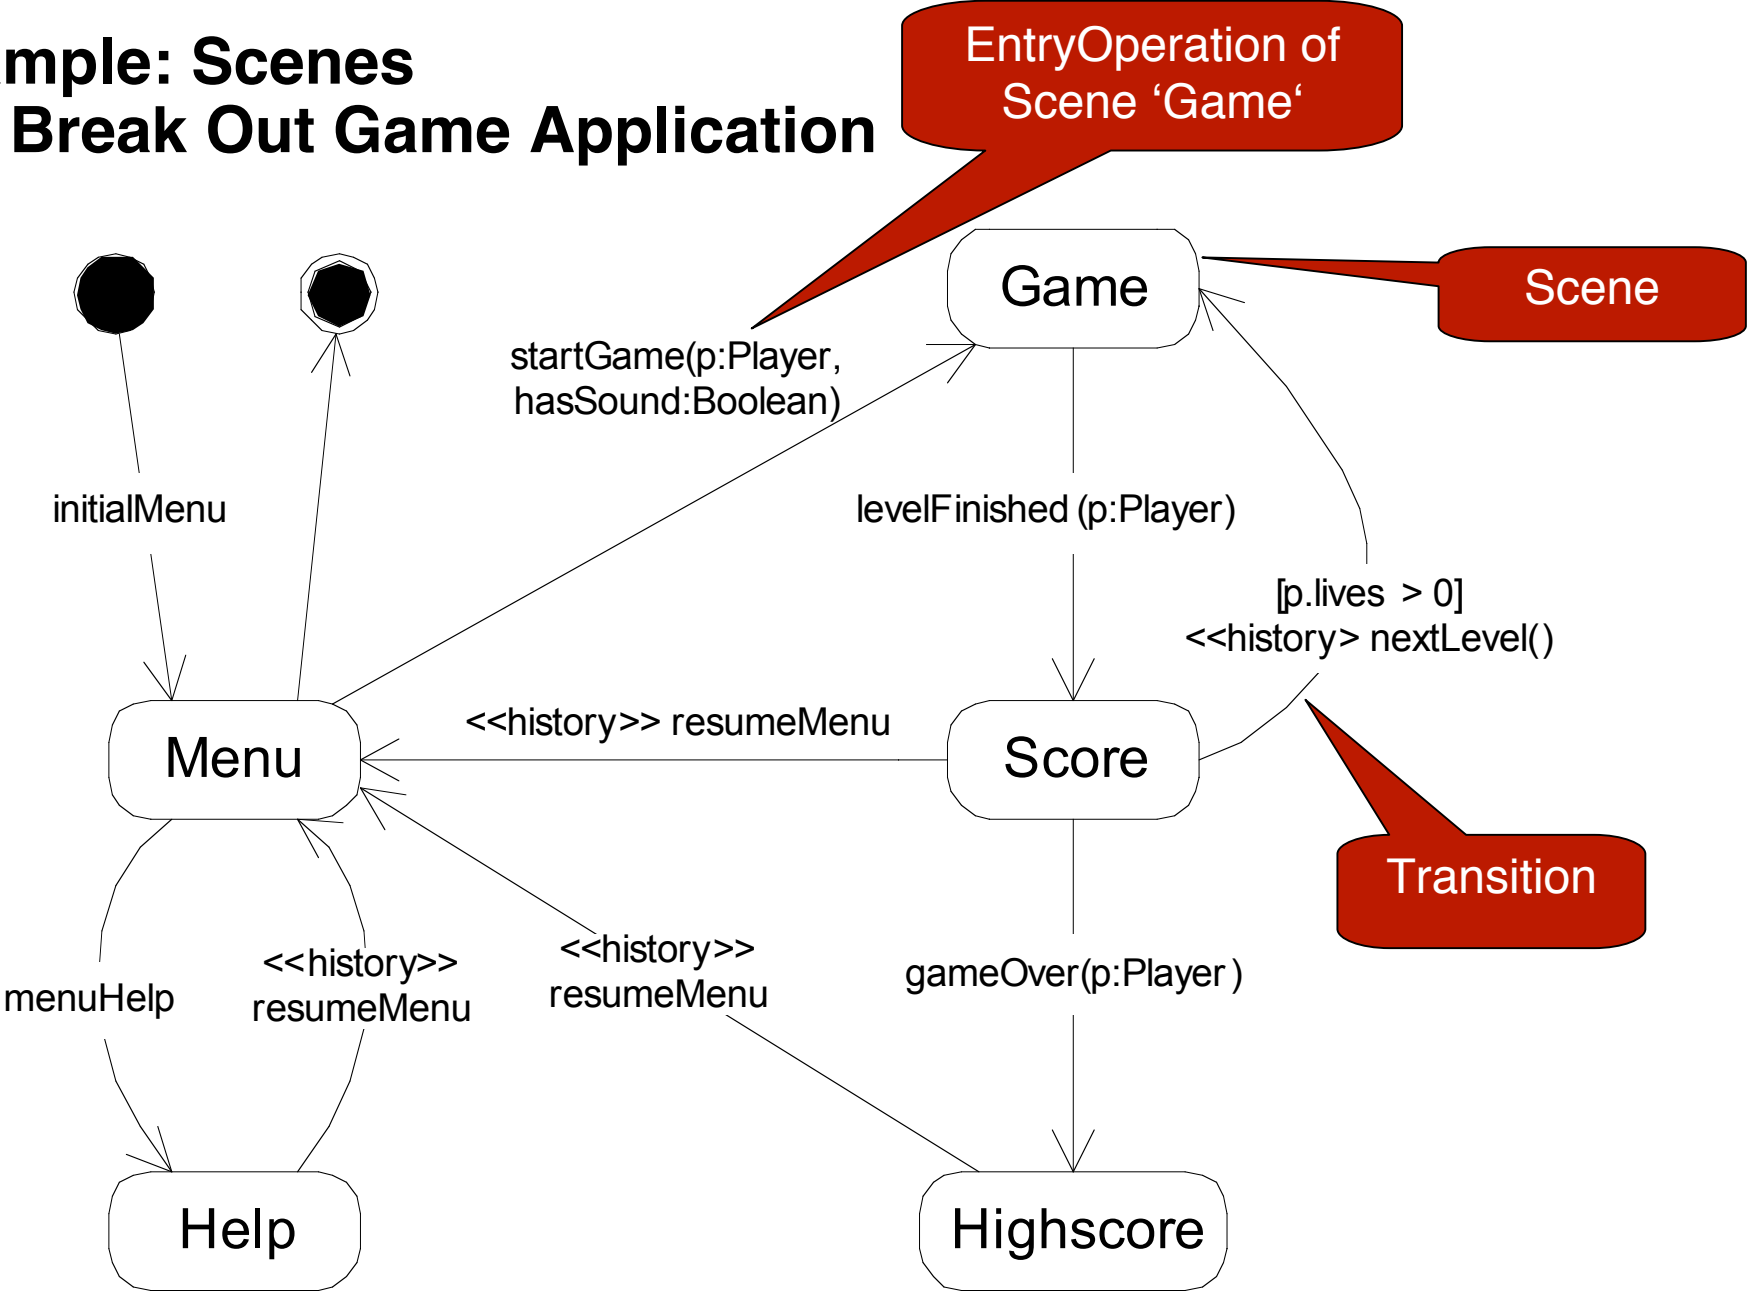 mple: Scenes
Break Out Game Application
EntryOperation of
Scene ‘Game‘
Game
Scene
startGame(p:Player,
hasSound:Boolean)
initialMenu
levelFinished (p:Player)
[p.lives > 0]
<<history> nextLevel()
<<history>> resumeMenu
Menu
Score
Transition
<<history>>
resumeMenu
<<history>>
resumeMenu
gameOver(p:Player)
menuHelp
Help
Highscore